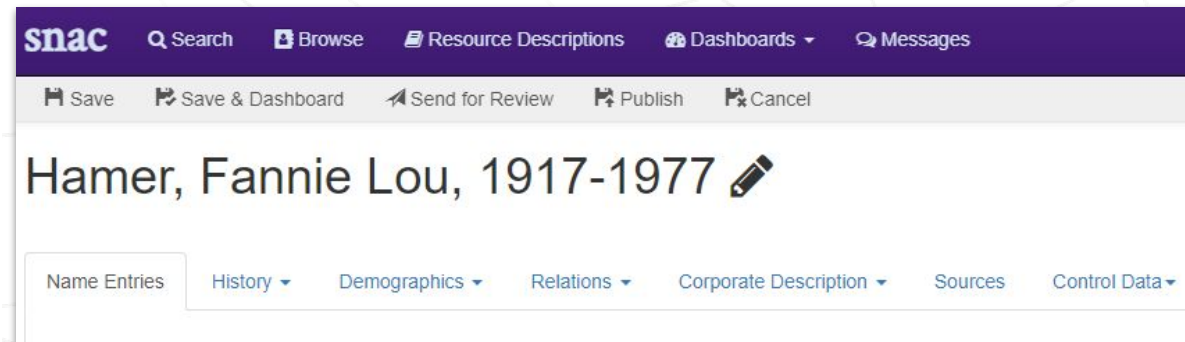 snac Search Browse Resource Descriptions Dashboards Messages
Save Save & Dashboard Send for Review Publish Cancel
Hamer, Fannie Lou, 1917-1977
Name Entries History Demographics Relations Corporate Description Sources Control Data